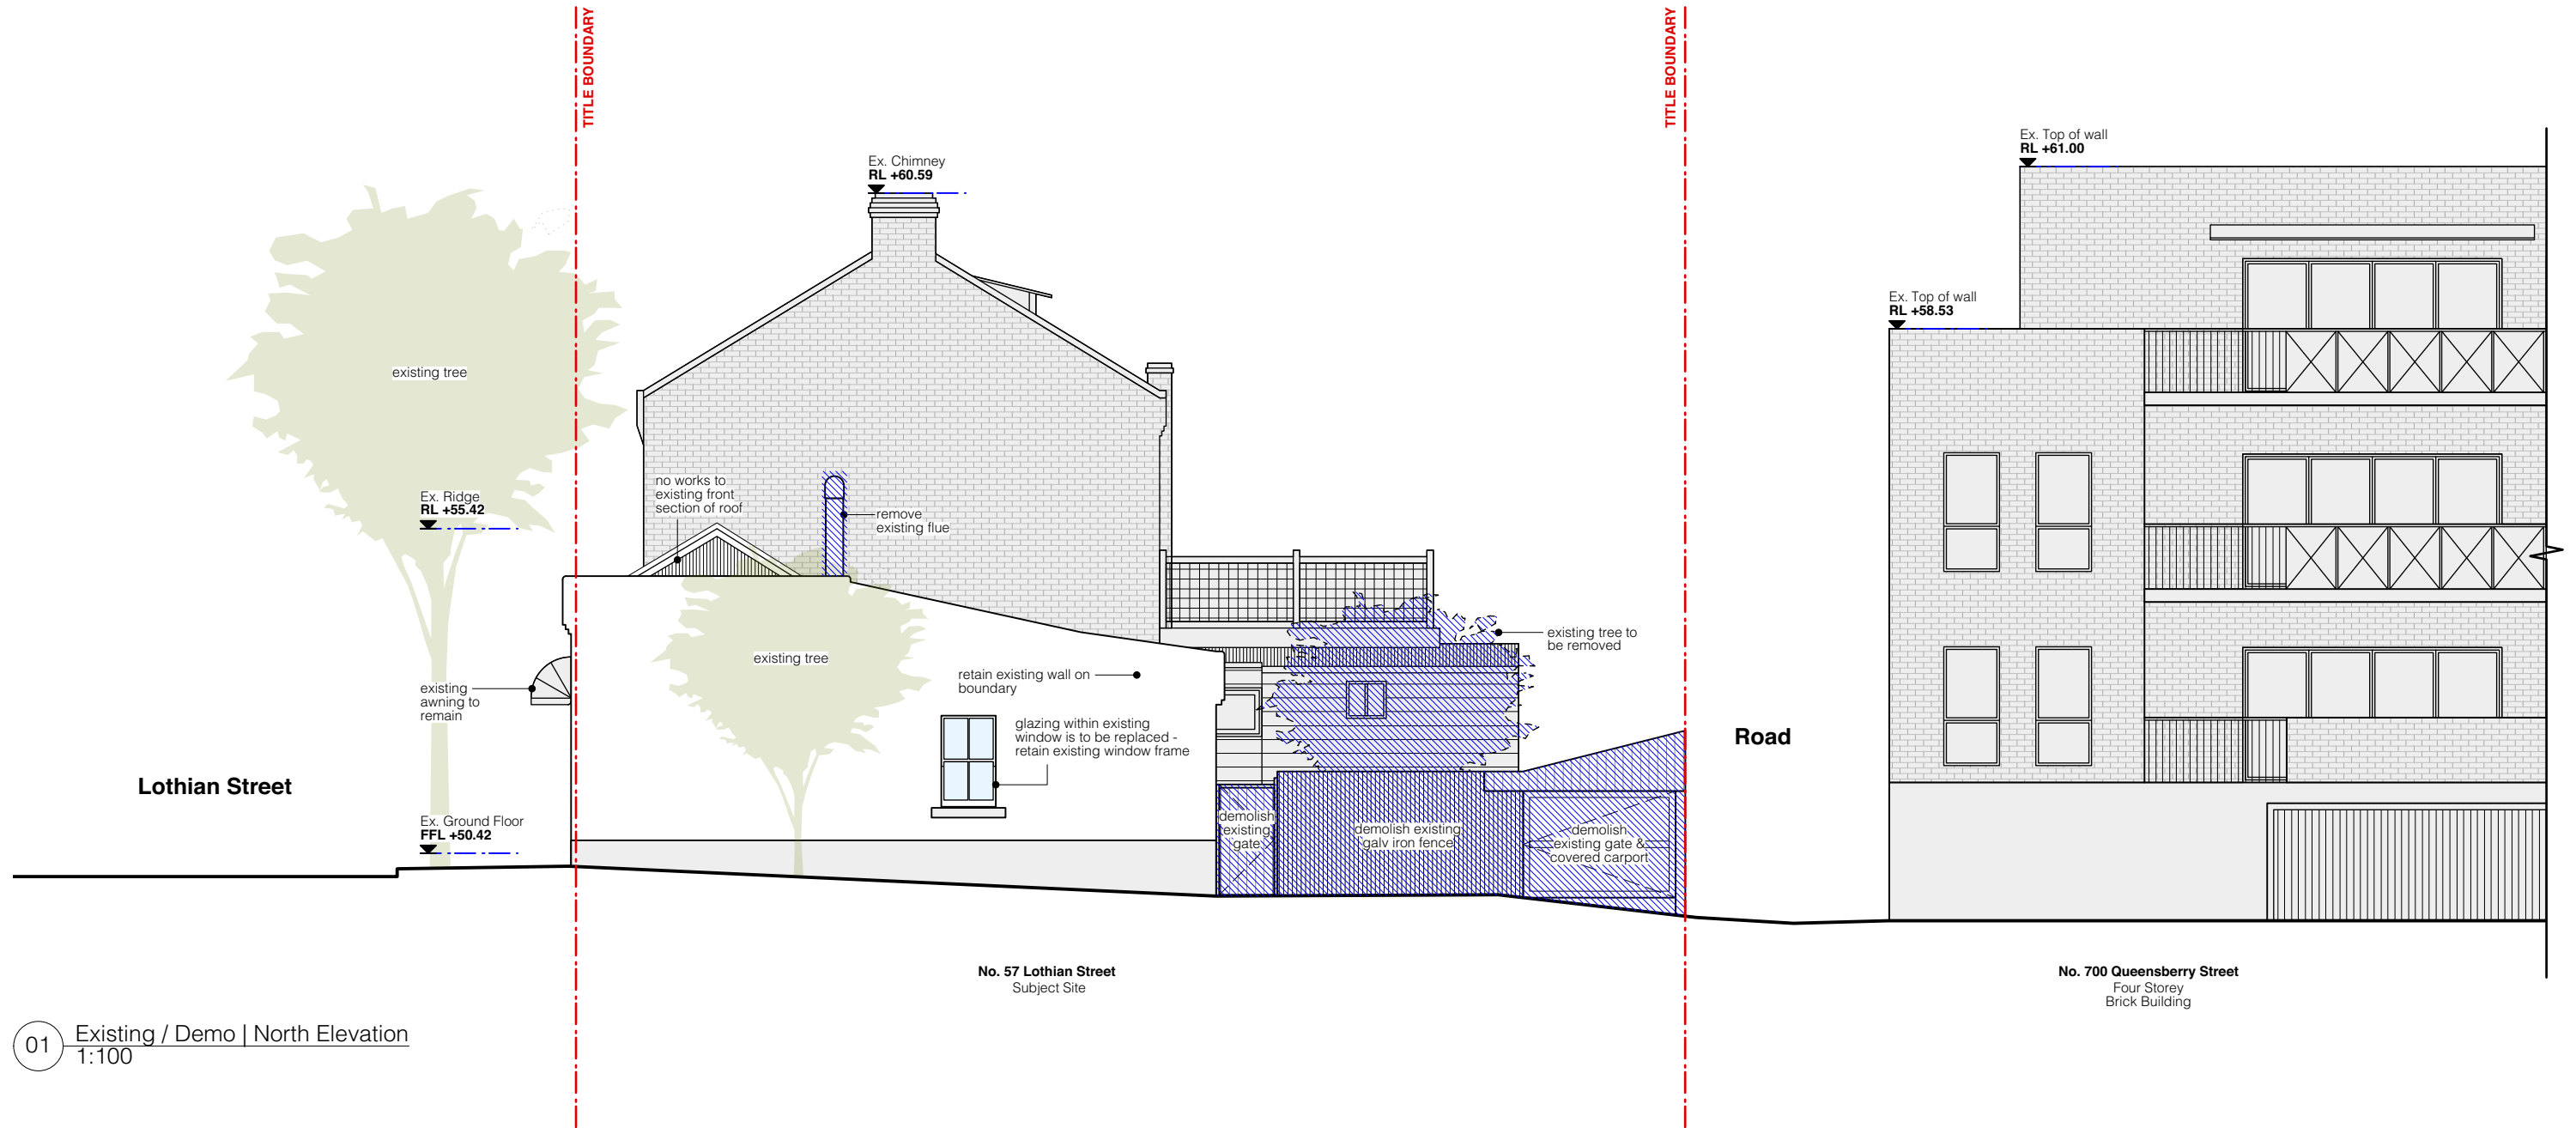 TITLE BOUNDARY
TITLE BOUNDARY
Ex. Top of wall
RL +61.00
Ex. Chimney
RL +60.59
Ex. Top of wall
RL +58.53
existing tree
no works to
existing front
section of roof
Ex. Ridge
RL +55.42
remove
existing flue
existing tree to
be removed
existing tree
retain existing wall on
boundary
existing
awning to
remain
glazing within existing
window is to be replaced -
retain existing window frame
Road
Lothian Street
Ex. Ground Floor
FFL +50.42
demolish
existing
gate
demolish existing
galv iron fence
demolish
existing gate &
covered carport
No. 57 Lothian Street
Subject Site
No. 700 Queensberry Street
Four Storey
Brick Building
01
Existing / Demo | North Elevation
1:100